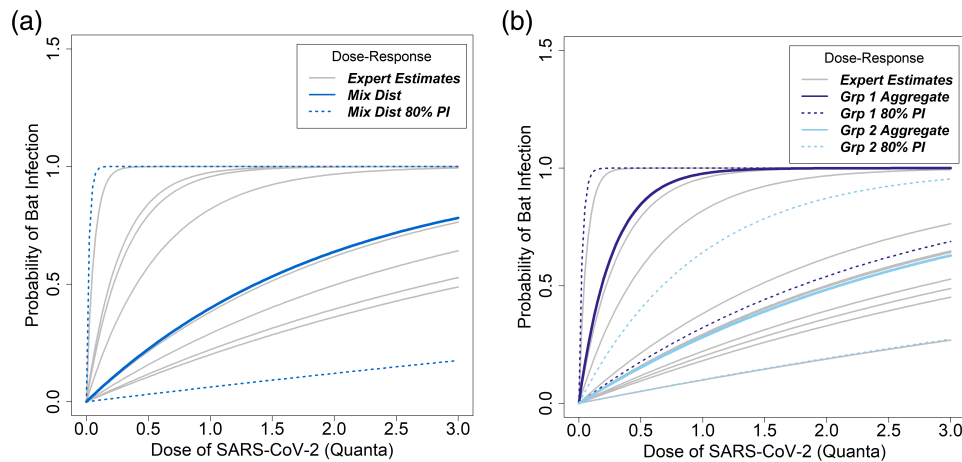 (a)
Probability of Bat Infection
1.5
1.0
0.5
0.0
Dose-Response
Expert Estimates
Mix Dist
Mix Dist 80% PI
0.0 0.5 1.0 1.5 2.0 2.5 3.0
Dose of SARS-CoV-2 (Quanta)
(b)
Probability of Bat Infection
1.5
1.0
0.5
0.0
Dose-Response
Expert Estimates
Grp 1 Aggregate
Grp 1 80% PI
Grp 2 Aggregate
Grp 2 80% PI
0.0 0.5 1.0 1.5 2.0 2.5 3.0
Dose of SARS-CoV-2 (Quanta)